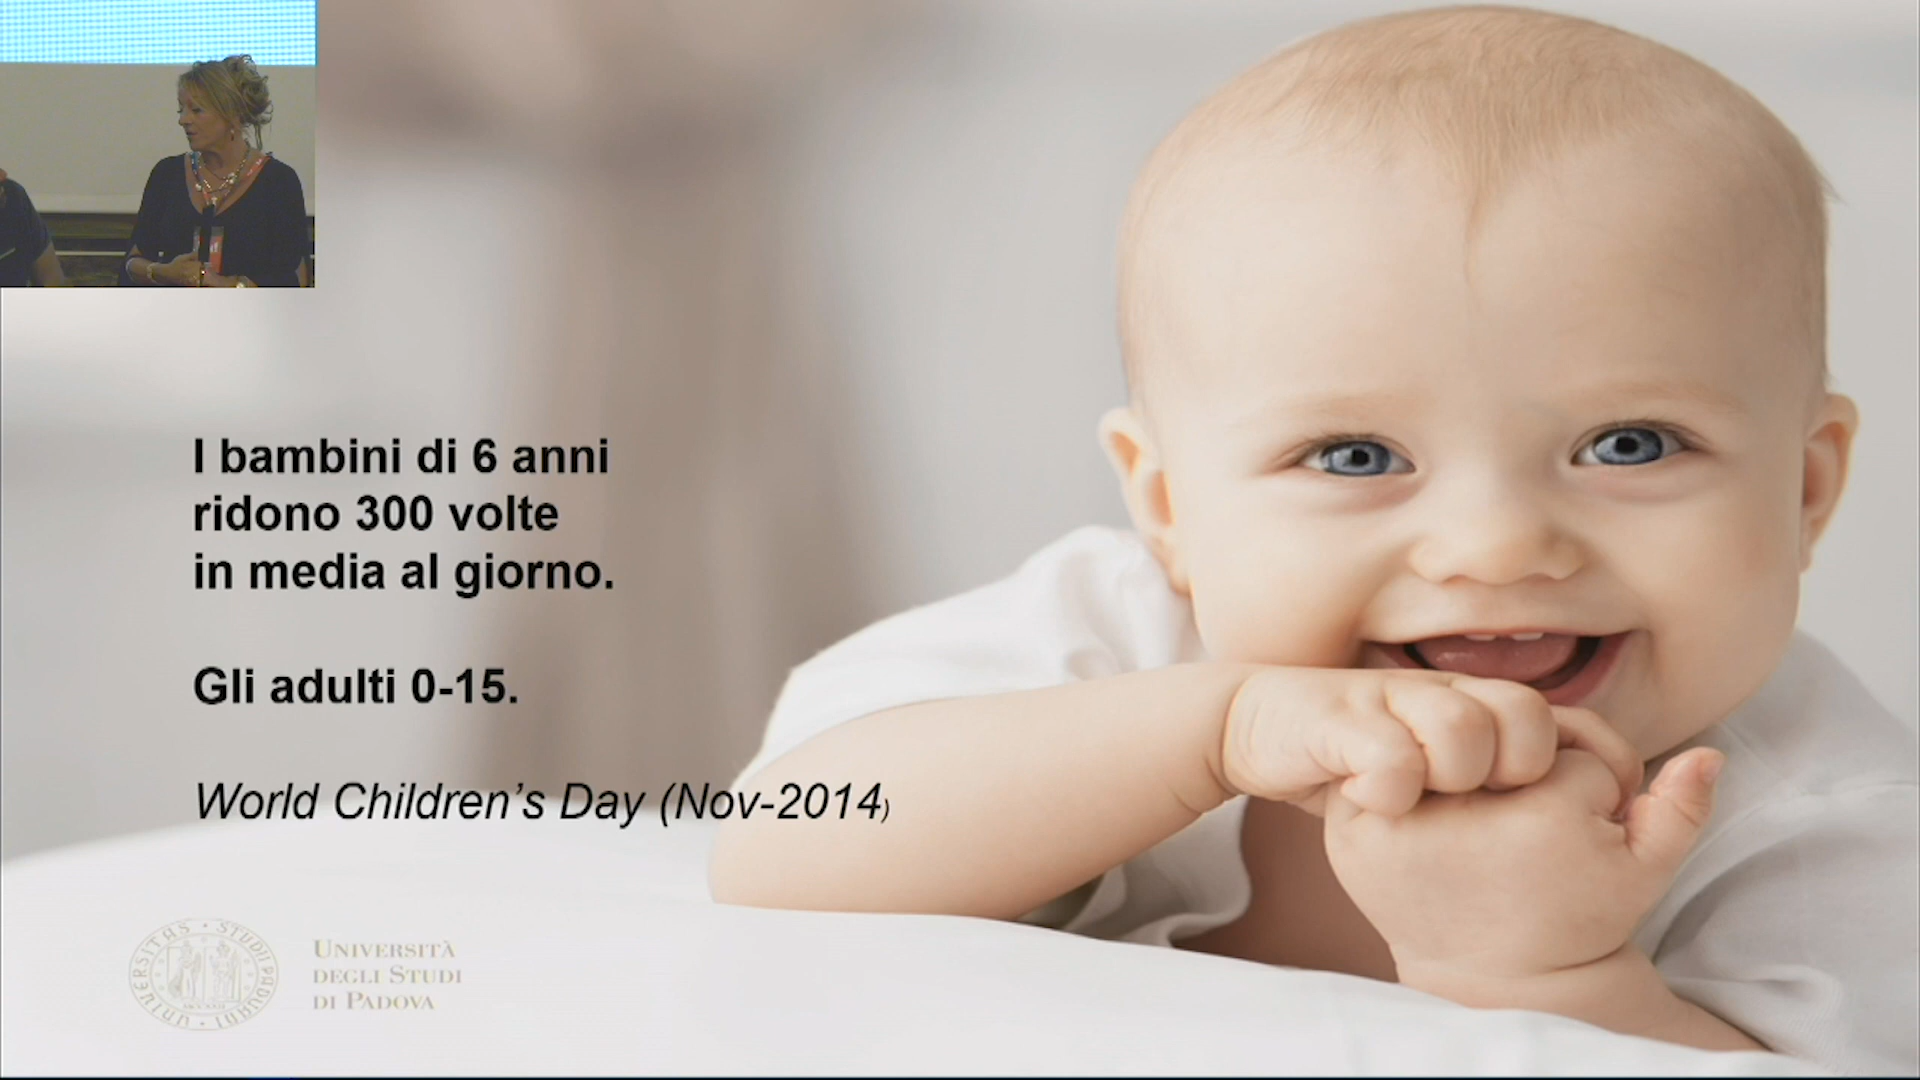 I bambini di 6 anni
ridono 300 volte
in media al giorno.
Gli adulti 0-15.
World Children’s Day (Nov-2014)
UNIVERSITÀ
DEGLI STUDI
DI PADOVA